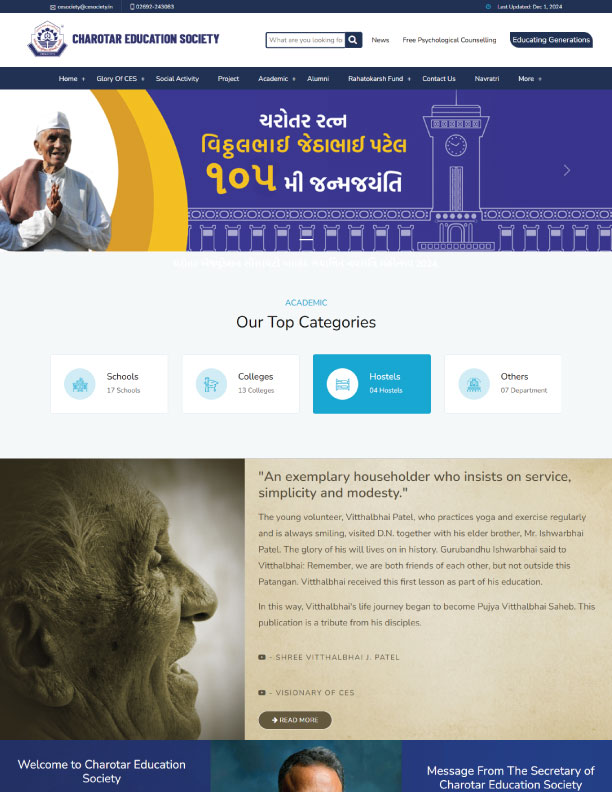 cesociety@cesociety.in
02692-243083
Last Updated: Dec 1, 2024
CHAROTAR EDUCATION SOCIETY
What are you looking fo
News
Free Psychological Counselling
Educating Generations
Home +
Glory Of CES +
Social Activity
Project
Academic +
Alumni
Rahatokarsh Fund +
Contact Us
Navratri
More +
ચરોતર રત્ન
વિઠ્ઠલભાઈ જેઠાભાઈ પટેલ
૧૦૫ મી જન્મજયંતિ
ACADEMIC
Our Top Categories
Schools
17 Schools
Colleges
13 Colleges
Hostels
04 Hostels
Others
07 Department
"An exemplary householder who insists on service,
simplicity and modesty."
The young volunteer, Vitthalbhai Patel, who practices yoga and exercise regularly
and is always smiling, visited D.N. together with his elder brother, Mr. Ishwarbhai
Patel. The glory of his will lives on in history. Gurubandhu Ishwarbhai said to
Vitthalbhai: Remember, we are both friends of each other, but not outside this
Patangan. Vitthalbhai received this first lesson as part of his education.
In this way, Vitthalbhai's life journey began to become Pujya Vitthalbhai Saheb. This
publication is a tribute from his disciples.
- SHREE VITTHALBHAI J. PATEL
- VISIONARY OF CES
READ MORE
Welcome to Charotar Education
Society
Message From The Secretary of
Charotar Education Society